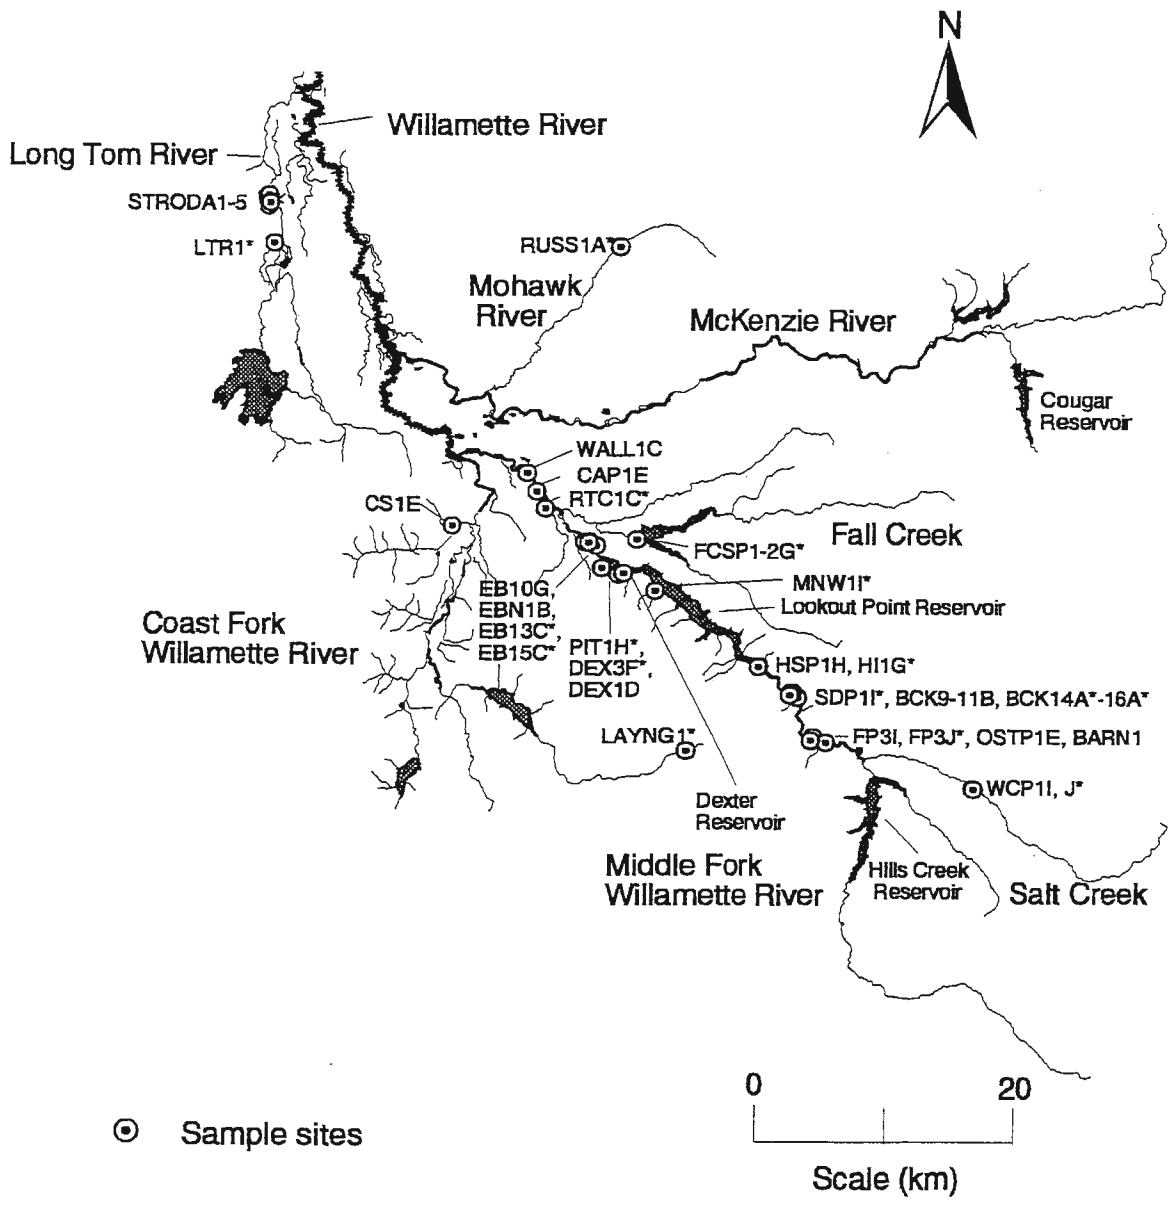 N
Willamette River
Long Tom River
STRODA1-5
LTR1*
RUSS1A*
Mohawk
River
McKenzie River
Cougar
Reservoir
WALL1C
CAP1E
RTC1C*
CS1E
Fall Creek
FCSP1-2G*
EB10G,
EBN1B,
EB13C*,
EB15C*
MNW1I*
Lookout Point Reservoir
Coast Fork
Willamette River
PIT1H*,
DEX3F*,
DEX1D
HSP1H, HI1G*
SDP1I*, BCK9-11B, BCK14A*-16A*
LAYNG1*
FP3I, FP3J*, OSTP1E, BARN1
WCP1I, J*
Dexter
Reservoir
Middle Fork
Willamette River
Hills Creek
Reservoir
Salt Creek
0 20
Scale (km)
Sample sites